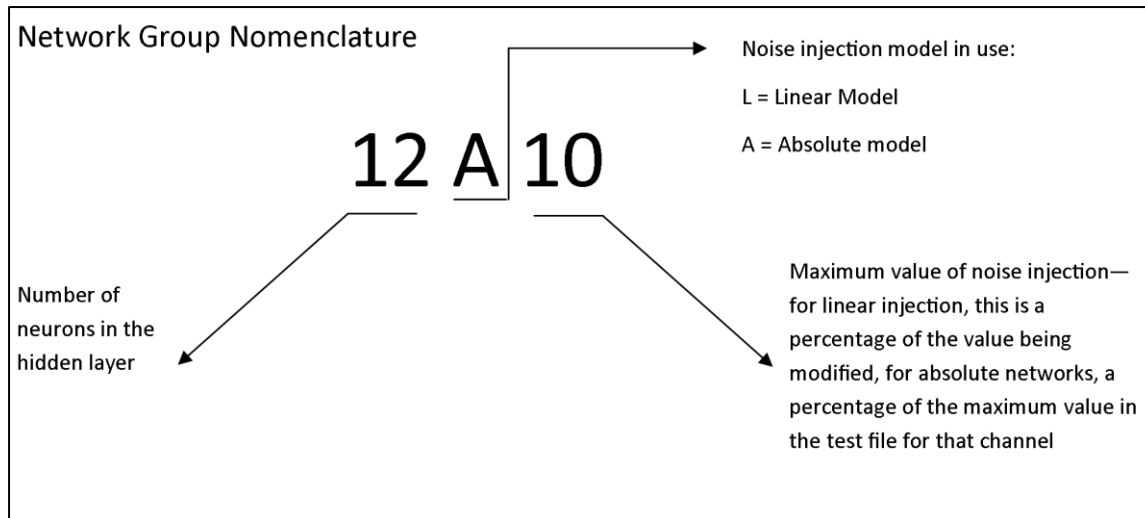 Network Group Nomenclature
Noise injection model in use:
L = Linear Model
A = Absolute model
12 A 10
Number of
neurons in the
hidden layer
Maximum value of noise injection—
for linear injection, this is a
percentage of the value being
modified, for absolute networks, a
percentage of the maximum value in
the test file for that channel